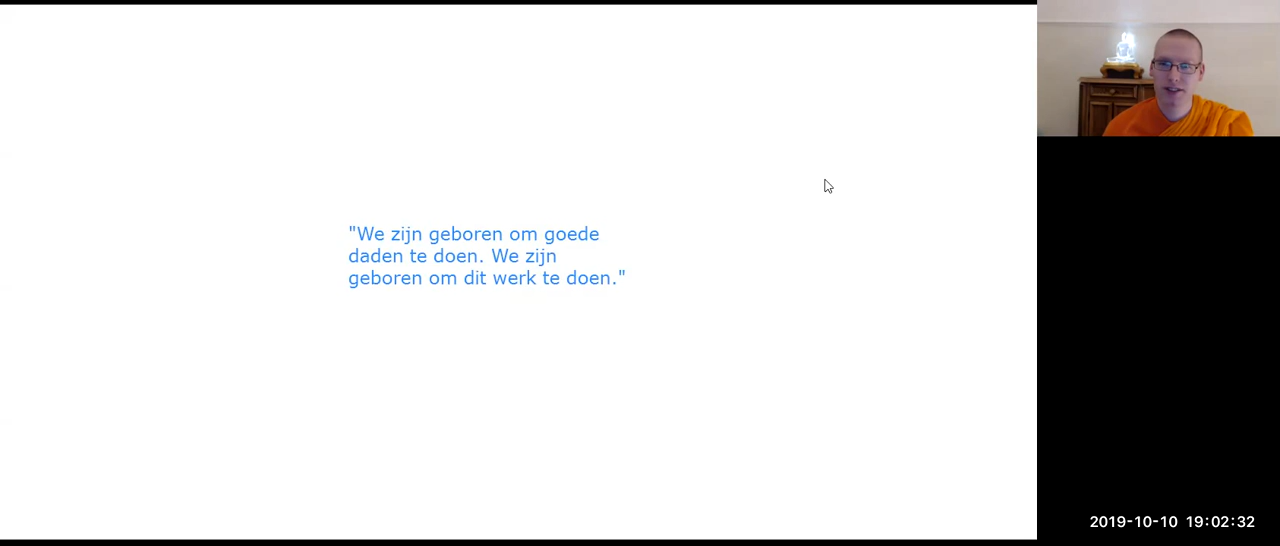 "We zijn geboren om goede
daden te doen. We zijn
geboren om dit werk te doen."
2019-10-10 19:02:32